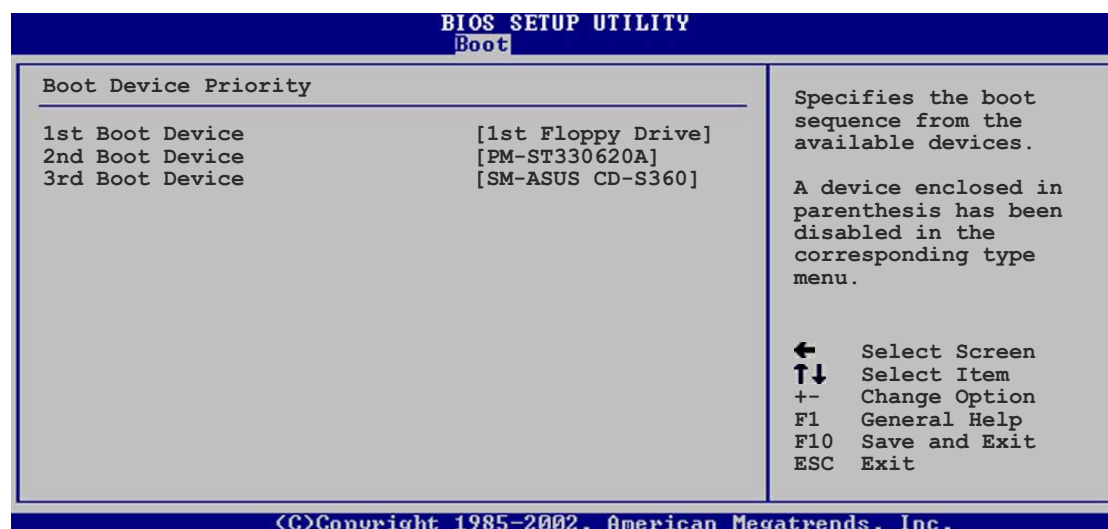 BIOS SETUP UTILITY
Boot
Boot Device Priority
1st Boot Device [1st Floppy Drive]
2nd Boot Device [PM-ST330620A]
3rd Boot Device [SM-ASUS CD-S360]
Specifies the boot
sequence from the
available devices.
A device enclosed in
parenthesis has been
disabled in the
corresponding type
menu.
← Select Screen
↑↓ Select Item
+- Change Option
F1 General Help
F10 Save and Exit
ESC Exit
(C)Copyright 1985-2002, American Megatrends, Inc.